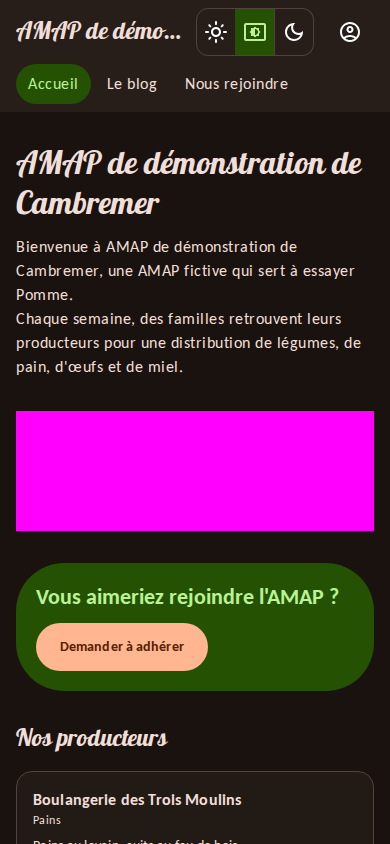 AMAP de démo...
Accueil
Le blog
Nous rejoindre
AMAP de démonstration de
Cambremer
Bienvenue à AMAP de démonstration de
Cambremer, une AMAP fictive qui sert à essayer
Pomme.
Chaque semaine, des familles retrouvent leurs
producteurs pour une distribution de légumes, de
pain, d'œufs et de miel.
Vous aimeriez rejoindre l'AMAP ?
Demander à adhérer
Nos producteurs
Boulangerie des Trois Moulins
Pains